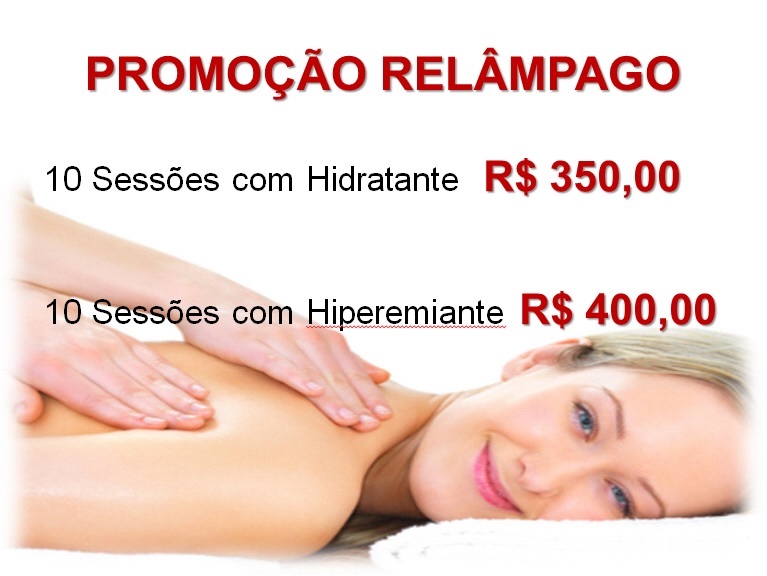 PROMOÇÃO RELÂMPAGO
10 Sessões com Hidratante R$ 350,00
10 Sessões com Hiperemiante R$ 400,00